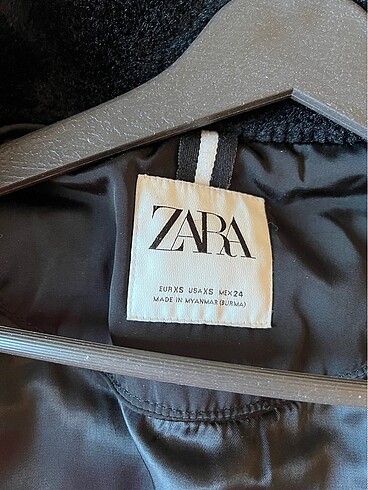 ZARA
EUR XS USA XS MEX 24
MADE IN MYANMAR (BURMA)